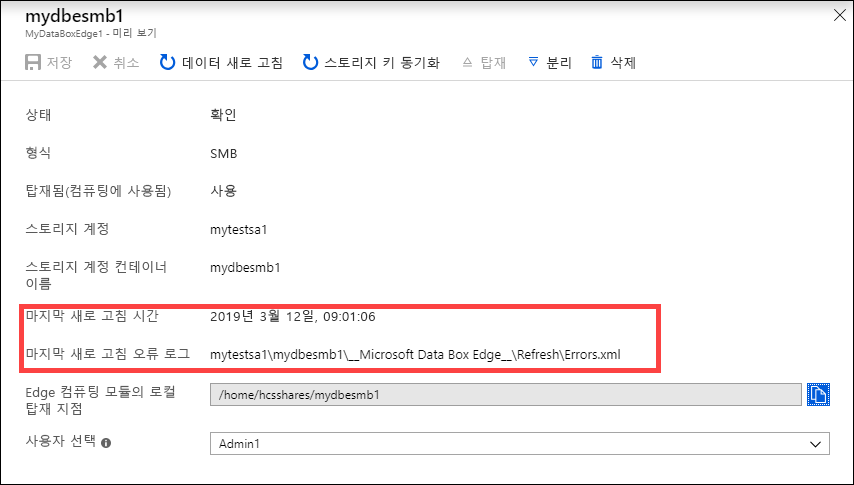 mydbesmb1
MyDataBoxEdge1 - 미리 보기
저장 취소 데이터 새로 고침 스토리지 키 동기화 탑재 분리 삭제
상태 확인
형식 SMB
탑재됨(컴퓨팅에 사용됨) 사용
스토리지 계정 mytestsa1
스토리지 계정 컨테이너 mydbesmb1
이름
마지막 새로 고침 시간 2019년 3월 12일, 09:01:06
마지막 새로 고침 오류 로그 mytestsa1\mydbesmb1\__Microsoft Data Box Edge__\Refresh\Errors.xml
Edge 컴퓨팅 모듈의 로컬 /home/hcsshares/mydbesmb1
탑재 지점
사용자 선택 Admin1